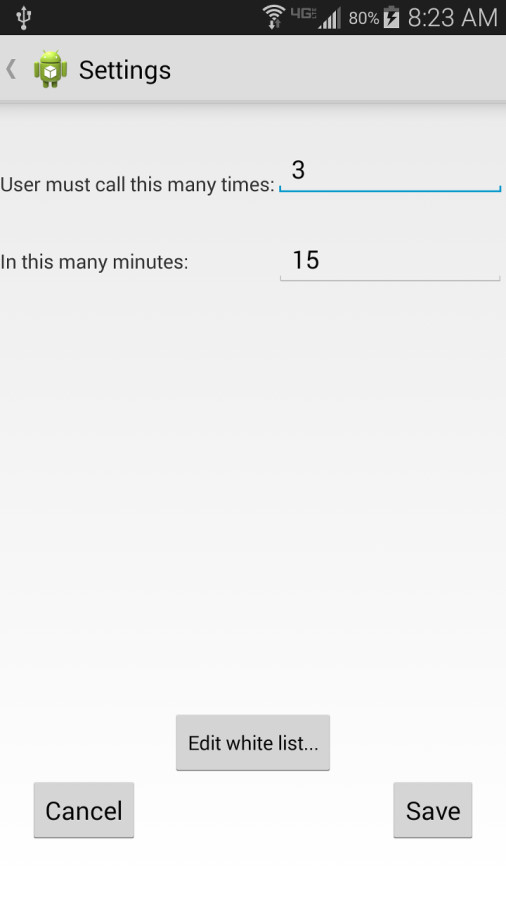 4G 80% 8:23 AM
Settings
User must call this many times: 3
In this many minutes: 15
Edit white list...
Cancel Save